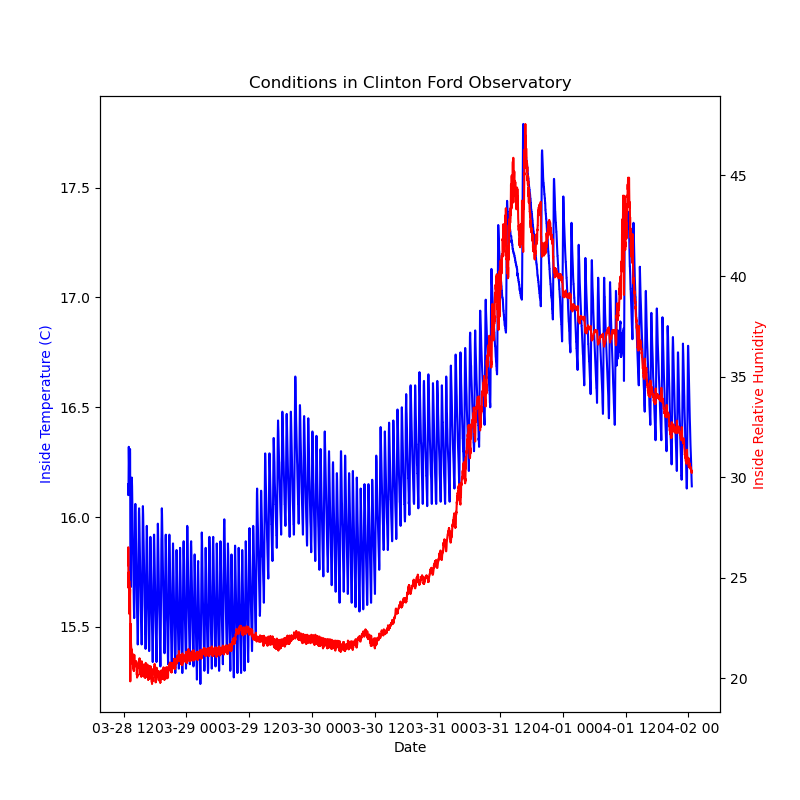 Conditions in Clinton Ford Observatory
Inside Temperature (C)
17.5
17.0
16.5
16.0
15.5
45
40
35
30
25
20
Inside Relative Humidity
03-28 1203-29 0003-29 1203-30 0003-30 1203-31 0003-31 1204-01 0004-01 1204-02 00
Date